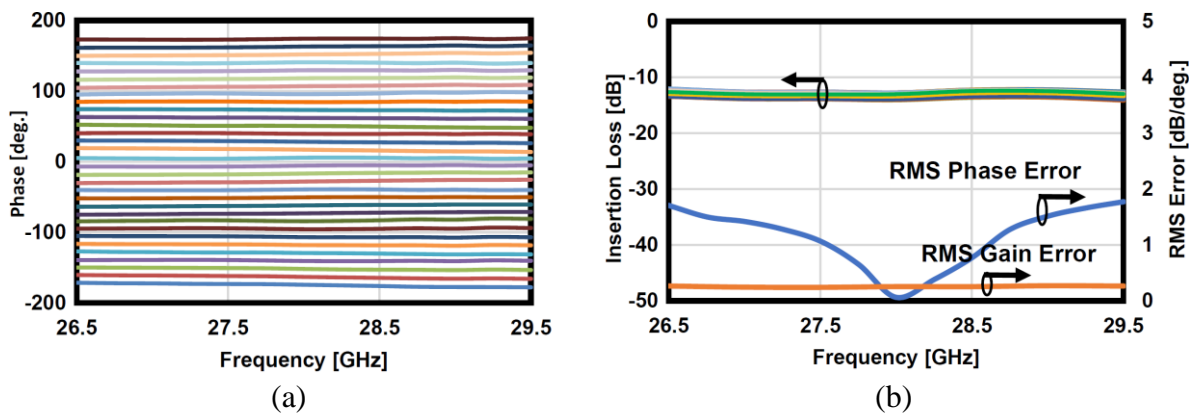 200
100
0
-100
-200
Phase [deg.]
26.5 27.5 28.5 29.5
Frequency [GHz]
(a)
0
-10
-20
-30
-40
-50
Insertion Loss [dB]
5
4
3
2
1
0
RMS Error [dB/deg.]
RMS Phase Error
RMS Gain Error
26.5 27.5 28.5 29.5
Frequency [GHz]
(b)